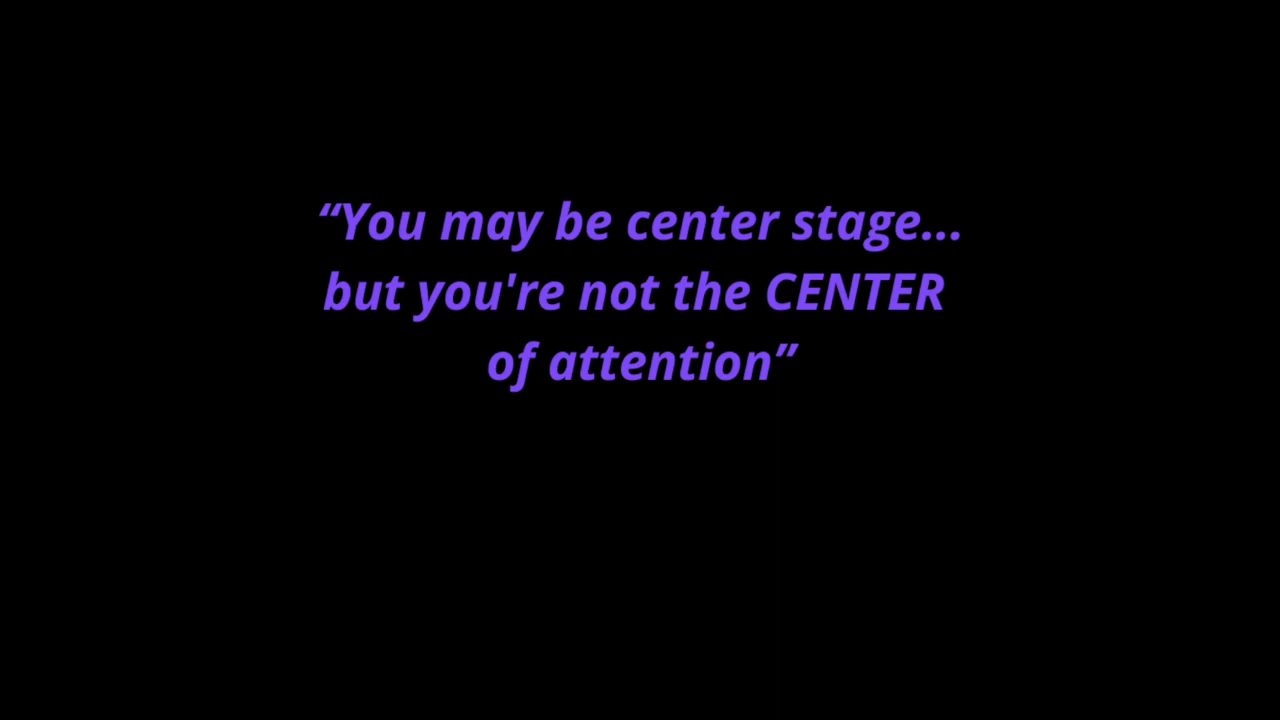 “You may be center stage...
but you're not the CENTER
of attention”